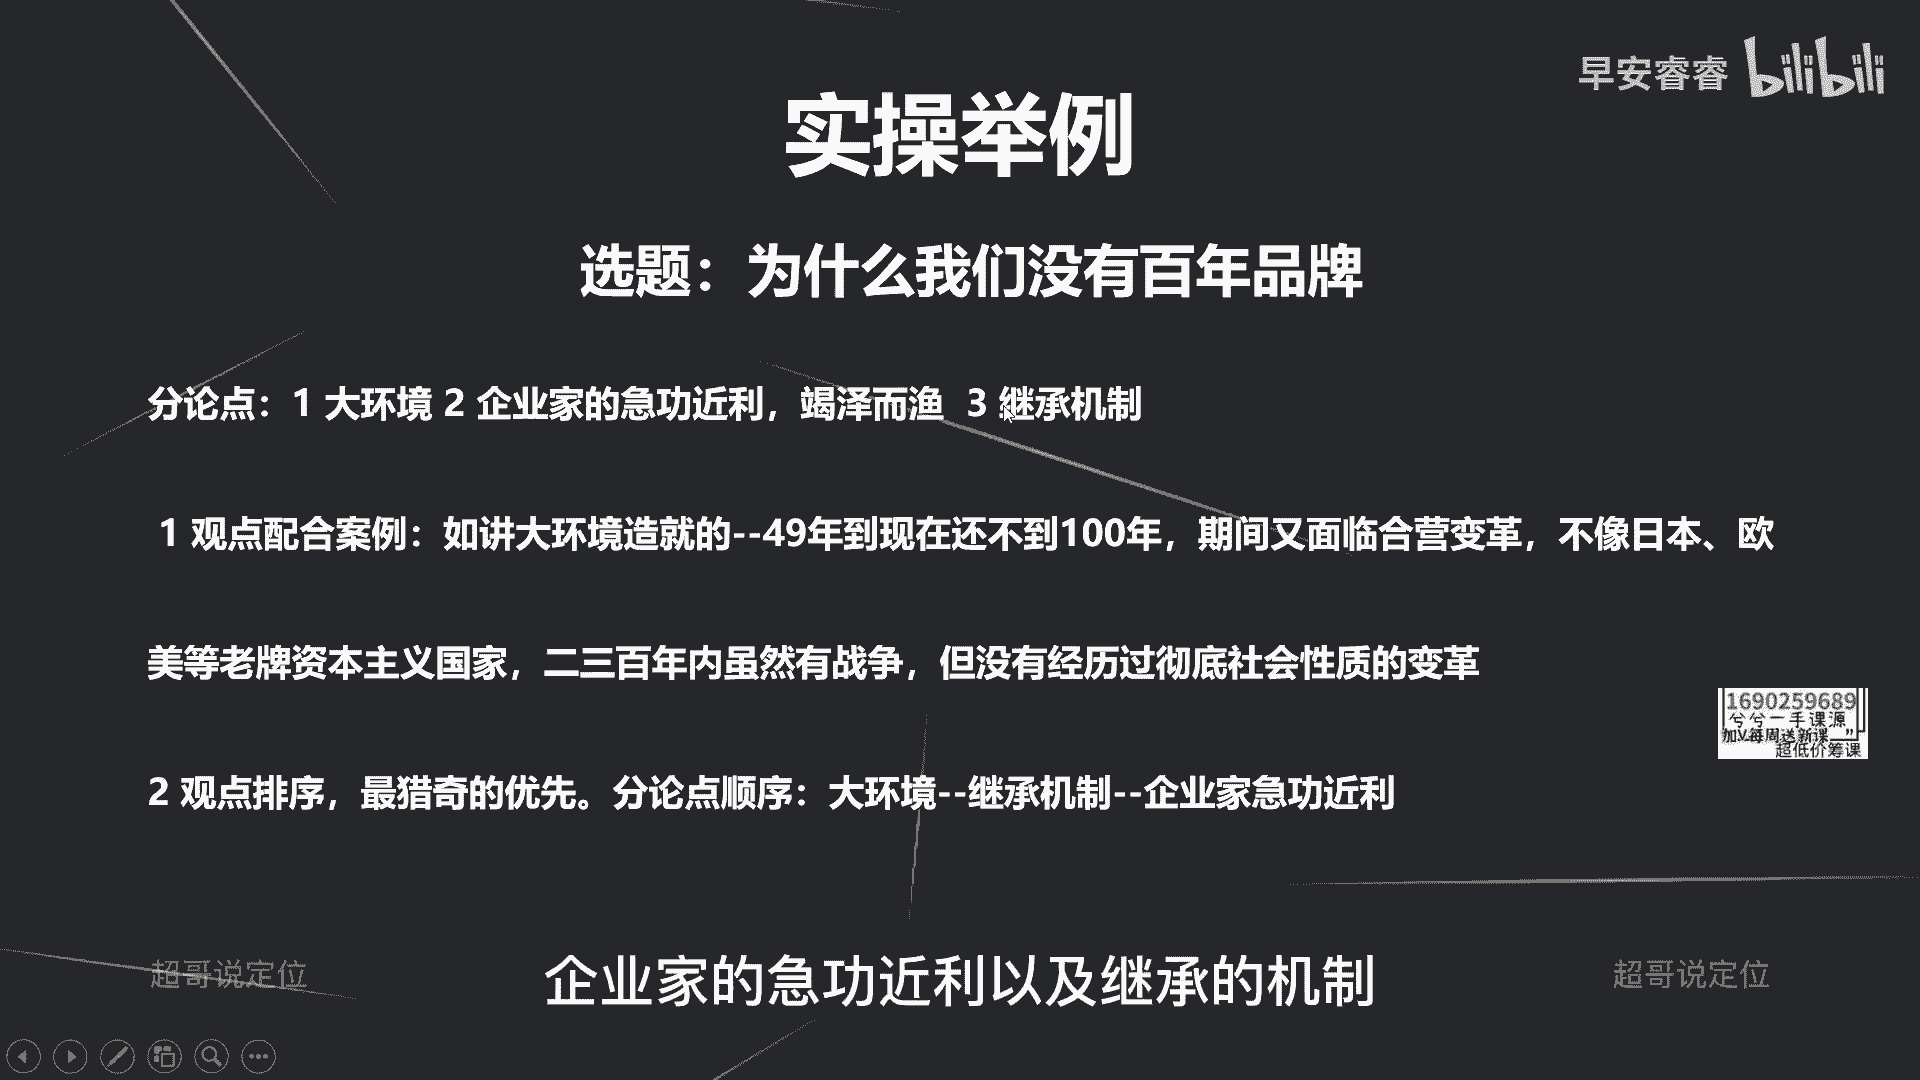 早安睿睿 bilibili
实操举例
选题：为什么我们没有百年品牌
分论点：1 大环境 2 企业家的急功近利，竭泽而渔 3 继承机制
1 观点配合案例：如讲大环境造就的--49年到现在还不到100年，期间又面临合营变革，不像日本、欧
美等老牌资本主义国家，二三百年内虽然有战争，但没有经历过彻底社会性质的变革
1690259689
兮兮一手课源
加V每周送新课
超低价筹课
2 观点排序，最猎奇的优先。分论点顺序：大环境--继承机制--企业家急功近利
超哥说定位
企业家的急功近利以及继承的机制
超哥说定位